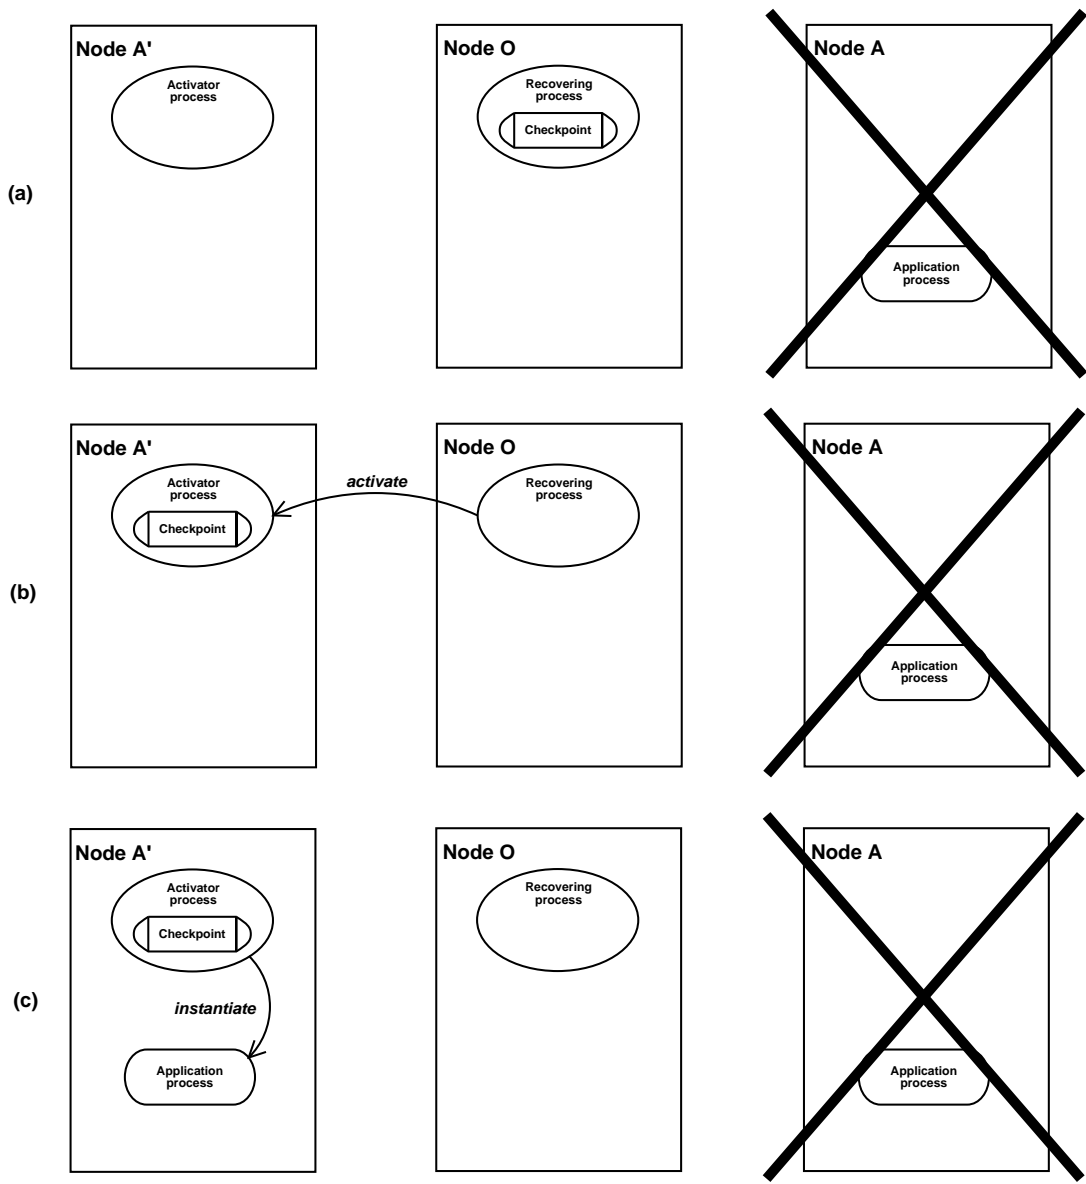 Node A'
Activator
process
Node O
Recovering
process
Checkpoint
Node A
Application
process
(a)
Node A'
Activator
process
Checkpoint
activate
Node O
Recovering
process
Node A
Application
process
(b)
Node A'
Activator
process
Checkpoint
instantiate
Application
process
Node O
Recovering
process
Node A
Application
process
(c)